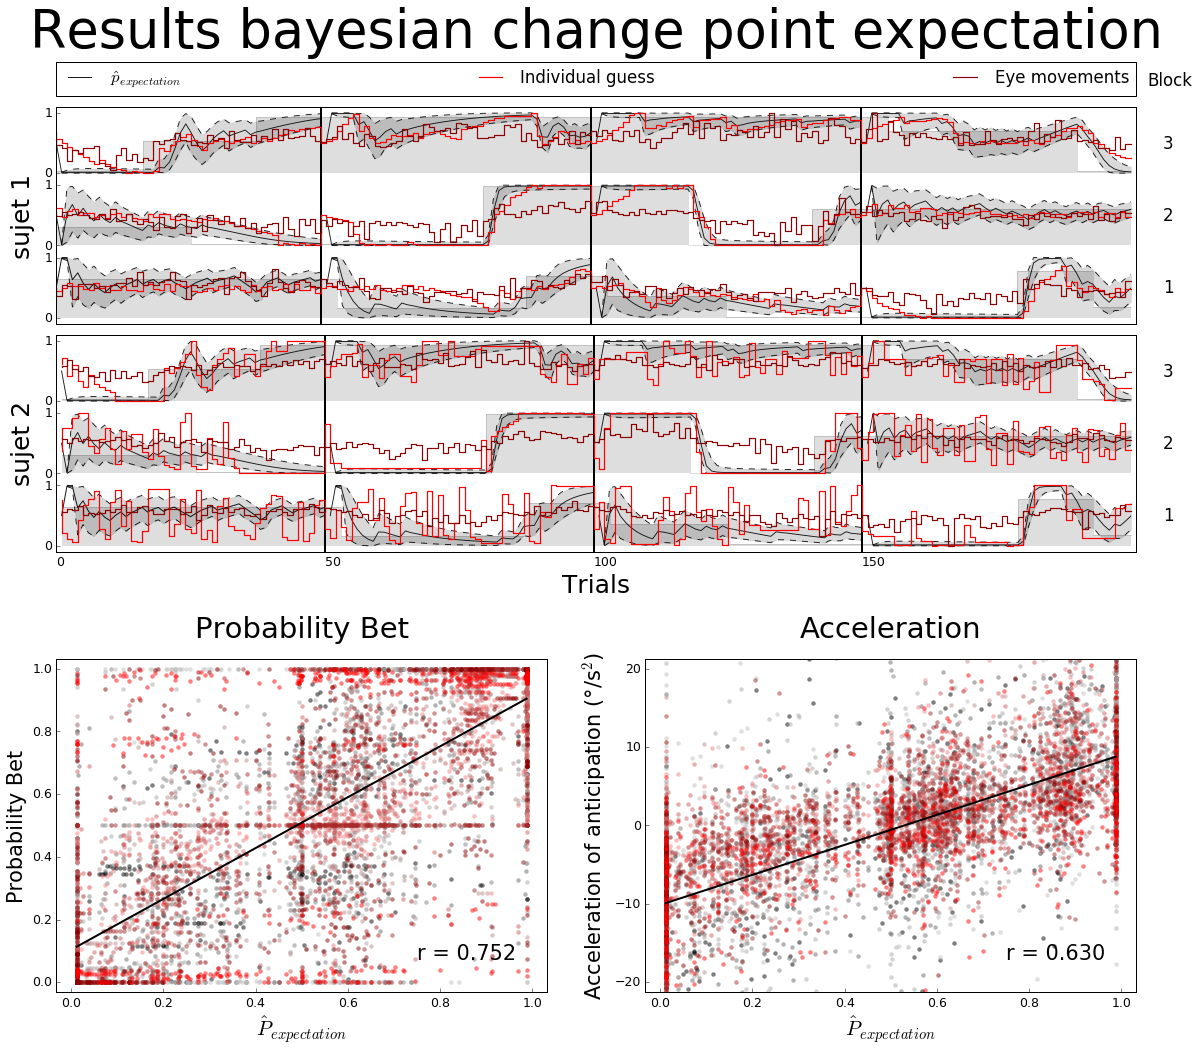 Results bayesian change point expectation
p̂expectation Individual guess Eye movements Block
sujet 1
1
0
3
1
0
2
1
0
1
sujet 2
1
0
3
1
0
2
1
0
1
0 50 100 150
Trials
Probability Bet
Probability Bet
1.0
0.8
0.6
0.4
0.2
0.0
r = 0.752
0.0 0.2 0.4 0.6 0.8 1.0
P̂expectation
Acceleration
Acceleration of anticipation (°/s²)
20
10
0
−10
−20
r = 0.630
0.0 0.2 0.4 0.6 0.8 1.0
P̂expectation